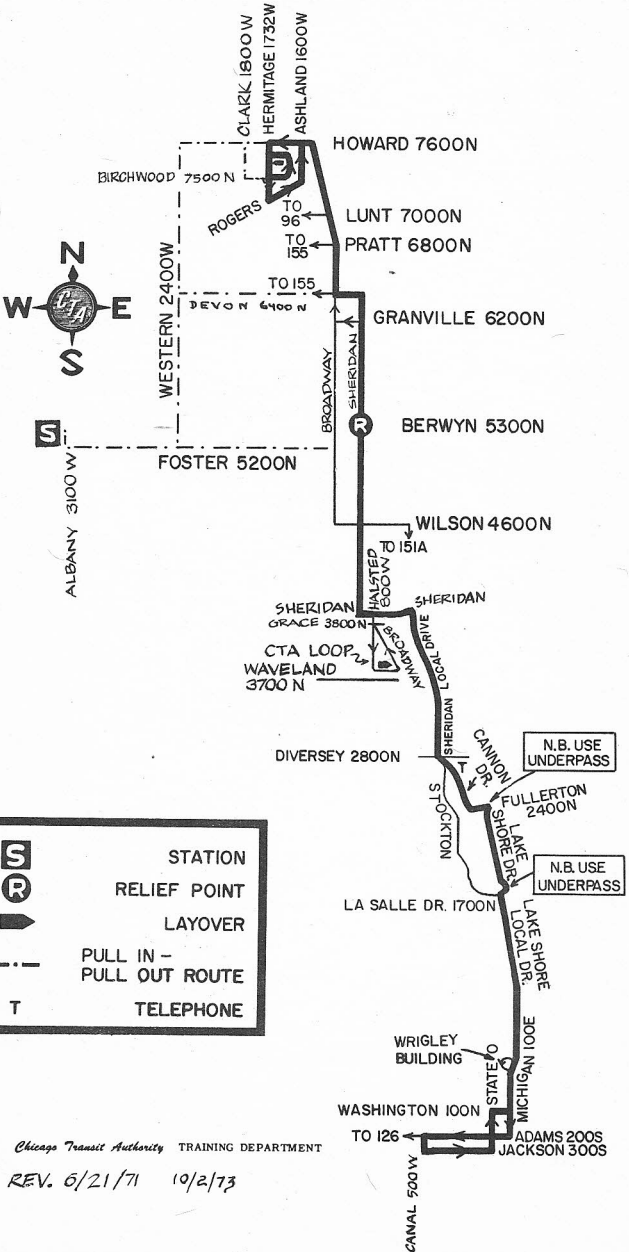 CLARK 1800W
HERMITAGE 1732W
ASHLAND 1600W
HOWARD 7600N
BIRCHWOOD 7500N
ROGERS
TO
96
LUNT 7000N
TO
155
PRATT 6800N
N
W
CTA
E
S
WESTERN 2400W
TO 155
DEVON 6400N
GRANVILLE 6200N
BROADWAY
SHERIDAN
R
BERWYN 5300N
S
FOSTER 5200N
ALBANY 3100W
WILSON 4600N
TO 151A
HALSTED
800W
SHERIDAN
SHERIDAN
GRACE 3800N
BROADWAY
CTA LOOP
WAVELAND
3700N
SHERIDAN LOCAL DRIVE
DIVERSEY 2800N
T
CANNON
DR.
N.B. USE
UNDERPASS
FULLERTON
2400N
STOCKTON
LAKE
SHORE DR.
N.B. USE
UNDERPASS
LA SALLE DR. 1700N
LAKE SHORE
LOCAL DR.
S STATION
R RELIEF POINT
LAYOVER
PULL IN –
PULL OUT ROUTE
T TELEPHONE
WRIGLEY
BUILDING
STATE 0
MICHIGAN 100E
WASHINGTON 100N
TO 126
ADAMS 200S
JACKSON 300S
CANAL 500W
Chicago Transit Authority TRAINING DEPARTMENT
REV. 6/21/71 10/2/73